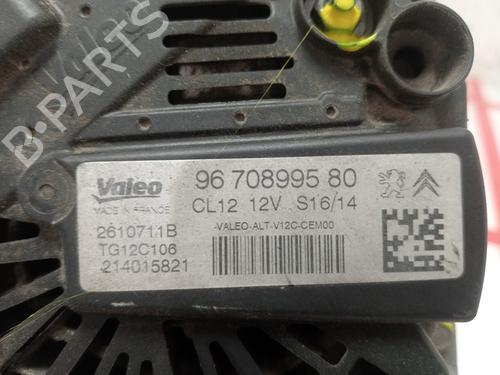 B-PARTS
Valeo
MADE IN FRANCE
96 708995 80
CL12 12V S16/14
-VALEO-ALT-V12C-CEM00
2610711B
TG12C106
214015821